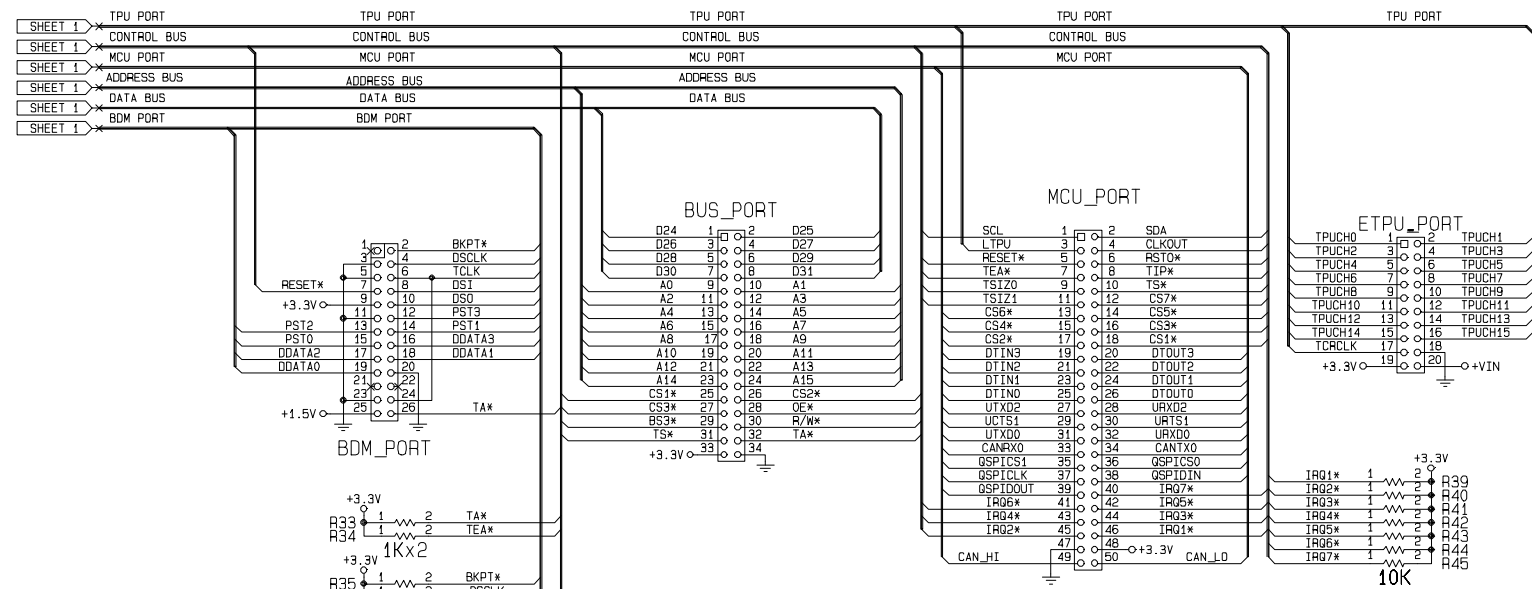 SHEET 1 TPU PORT TPU PORT TPU PORT TPU PORT TPU PORT
SHEET 1 CONTROL BUS CONTROL BUS CONTROL BUS CONTROL BUS
SHEET 1 MCU PORT MCU PORT MCU PORT MCU PORT
SHEET 1 ADDRESS BUS ADDRESS BUS ADDRESS BUS
SHEET 1 DATA BUS DATA BUS DATA BUS
SHEET 1 BDM PORT BDM PORT
1 2 BKPT*
3 4 DSCLK
5 6 TCLK
RESET* 7 8 DSI
+3.3V 9 10 DSO
11 12 PST3
PST2 13 14 PST1
PST0 15 16 DDATA3
DDATA2 17 18 DDATA1
DDATA0 19 20
21 22
23 24
+1.5V 25 26 TA*
BDM_PORT
+3.3V
R33 1 2 TA*
R34 1 2 TEA*
1Kx2
+3.3V
R35 1 2 BKPT*
1 2 DSCLK
BUS_PORT
D24 1 2 D25
D26 3 4 D27
D28 5 6 D29
D30 7 8 D31
A0 9 10 A1
A2 11 12 A3
A4 13 14 A5
A6 15 16 A7
A8 17 18 A9
A10 19 20 A11
A12 21 22 A13
A14 23 24 A15
CS1* 25 26 CS2*
CS3* 27 28 OE*
BS3* 29 30 R/W*
TS* 31 32 TA*
+3.3V 33 34
MCU_PORT
SCL 1 2 SDA
LTPU 3 4 CLKOUT
RESET* 5 6 RSTO*
TEA* 7 8 TIP*
TSIZ0 9 10 TS*
TSIZ1 11 12 CS7*
CS6* 13 14 CS5*
CS4* 15 16 CS3*
CS2* 17 18 CS1*
DTIN3 19 20 DTOUT3
DTIN2 21 22 DTOUT2
DTIN1 23 24 DTOUT1
DTIN0 25 26 DTOUT0
UTXD2 27 28 URXD2
UCTS1 29 30 URTS1
UTXD0 31 32 URXD0
CANRX0 33 34 CANTX0
QSPICS1 35 36 QSPICS0
QSPICLK 37 38 QSPIDIN
QSPIDOUT 39 40 IRQ7*
IRQ6* 41 42 IRQ5*
IRQ4* 43 44 IRQ3*
IRQ2* 45 46 IRQ1*
47 48 +3.3V
CAN_HI 49 50 CAN_LO
ETPU_PORT
TPUCH0 1 2 TPUCH1
TPUCH2 3 4 TPUCH3
TPUCH4 5 6 TPUCH5
TPUCH6 7 8 TPUCH7
TPUCH8 9 10 TPUCH9
TPUCH10 11 12 TPUCH11
TPUCH12 13 14 TPUCH13
TPUCH14 15 16 TPUCH15
TCRCLK 17 18
+3.3V 19 20 +VIN
+3.3V
IRQ1* 1 2 R39
IRQ2* 1 2 R40
IRQ3* 1 2 R41
IRQ4* 1 2 R42
IRQ5* 1 2 R43
IRQ6* 1 2 R44
IRQ7* 1 2 R45
10K